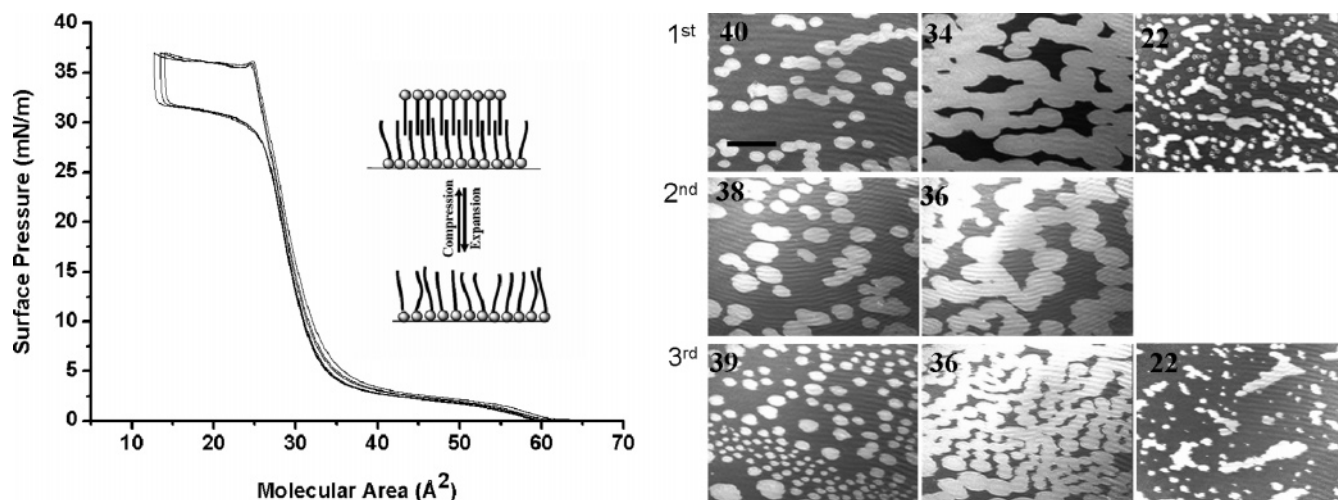 40
35
30
25
20
15
10
5
0
Surface Pressure (mN/m)
10 20 30 40 50 60 70
Molecular Area (Å2)
Compression
Expansion
1st 40 34 22
2nd 38 36
3rd 39 36 22